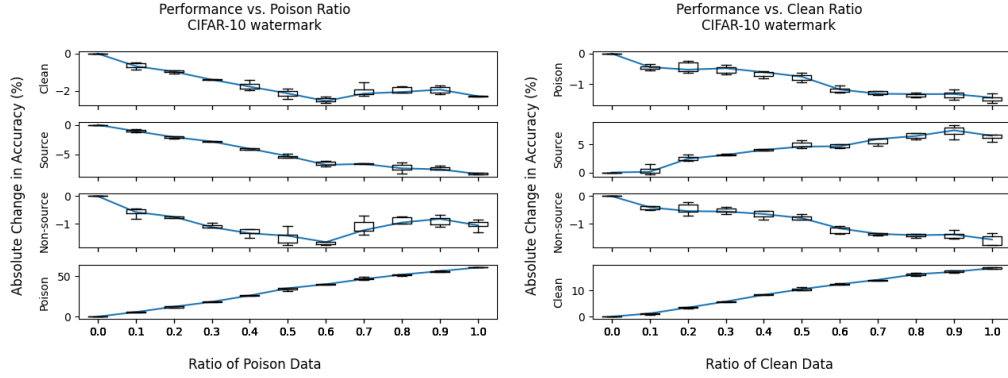 Performance vs. Poison Ratio
CIFAR-10 watermark
Absolute Change in Accuracy (%)
Clean
0
−2
Source
0
−5
Non-source
0
−1
Poison
50
0
0.0 0.1 0.2 0.3 0.4 0.5 0.6 0.7 0.8 0.9 1.0
Ratio of Poison Data
Performance vs. Clean Ratio
CIFAR-10 watermark
Absolute Change in Accuracy (%)
Poison
0
−1
Source
5
0
Non-source
0
−1
Clean
10
0
0.0 0.1 0.2 0.3 0.4 0.5 0.6 0.7 0.8 0.9 1.0
Ratio of Clean Data